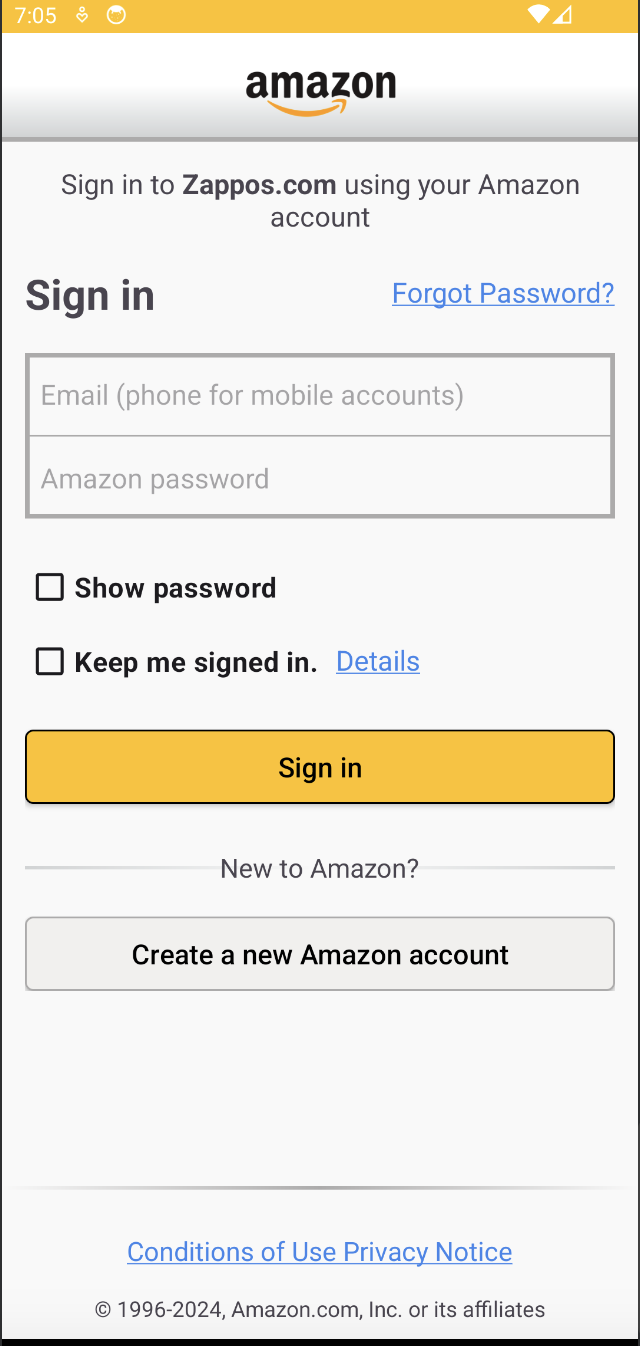 7:05
amazon
Sign in to Zappos.com using your Amazon
account
Sign in
Forgot Password?
Email (phone for mobile accounts)
Amazon password
Show password
Keep me signed in. Details
Sign in
New to Amazon?
Create a new Amazon account
Conditions of Use Privacy Notice
© 1996-2024, Amazon.com, Inc. or its affiliates